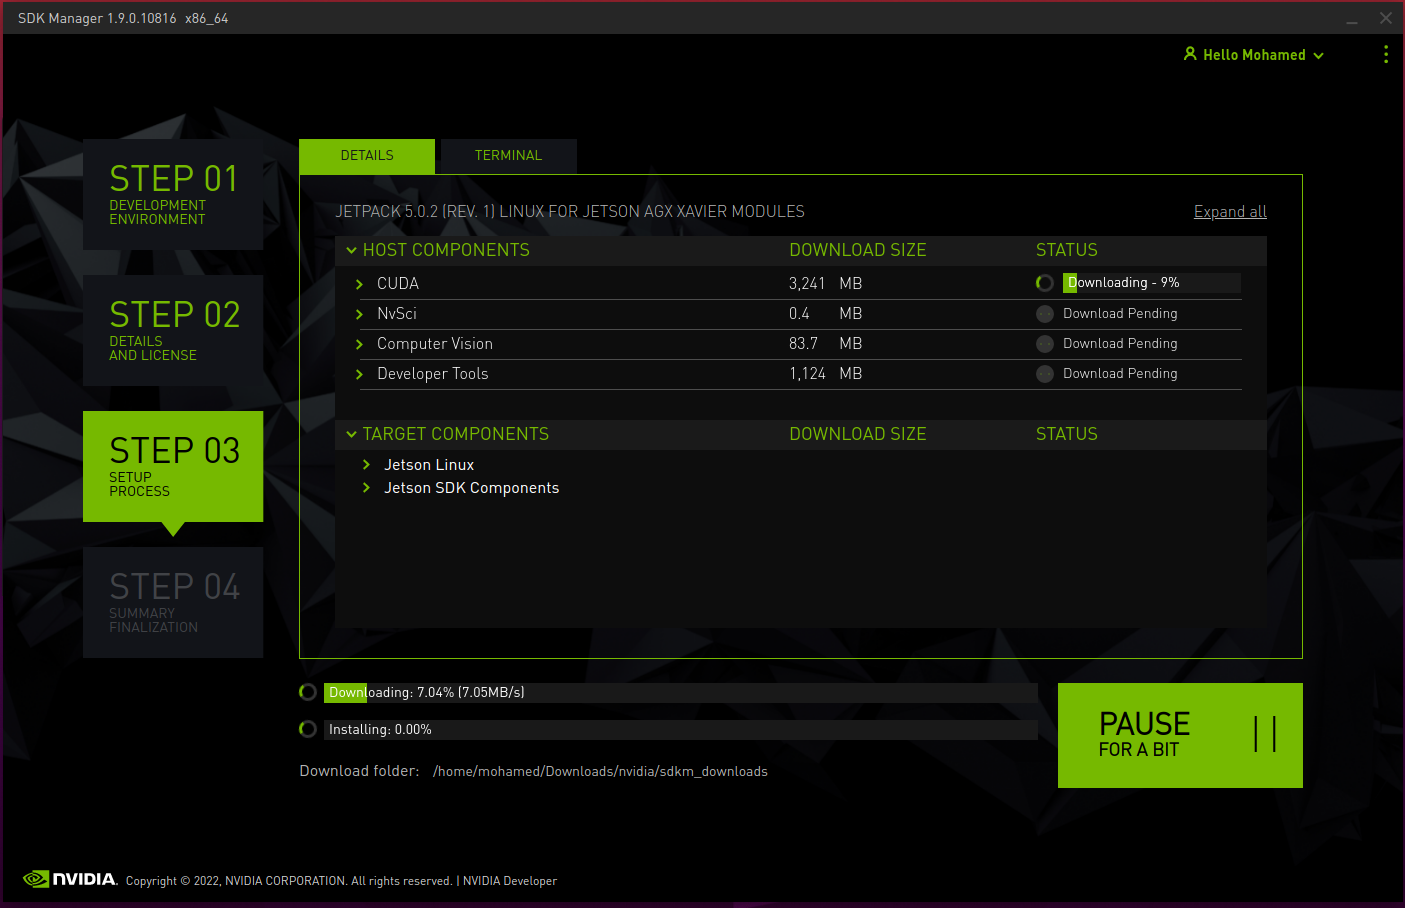 SDK Manager 1.9.0.10816 x86_64
Hello Mohamed
STEP 01
DEVELOPMENT
ENVIRONMENT
STEP 02
DETAILS
AND LICENSE
STEP 03
SETUP
PROCESS
STEP 04
SUMMARY
FINALIZATION
DETAILS TERMINAL
JETPACK 5.0.2 (REV. 1) LINUX FOR JETSON AGX XAVIER MODULES Expand all
HOST COMPONENTS DOWNLOAD SIZE STATUS
CUDA 3,241 MB Downloading - 9%
NvSci 0.4 MB Download Pending
Computer Vision 83.7 MB Download Pending
Developer Tools 1,124 MB Download Pending
TARGET COMPONENTS DOWNLOAD SIZE STATUS
Jetson Linux
Jetson SDK Components
Downloading: 7.04% (7.05MB/s)
Installing: 0.00%
Download folder: /home/mohamed/Downloads/nvidia/sdkm_downloads
PAUSE
FOR A BIT
NVIDIA. Copyright © 2022, NVIDIA CORPORATION. All rights reserved. | NVIDIA Developer